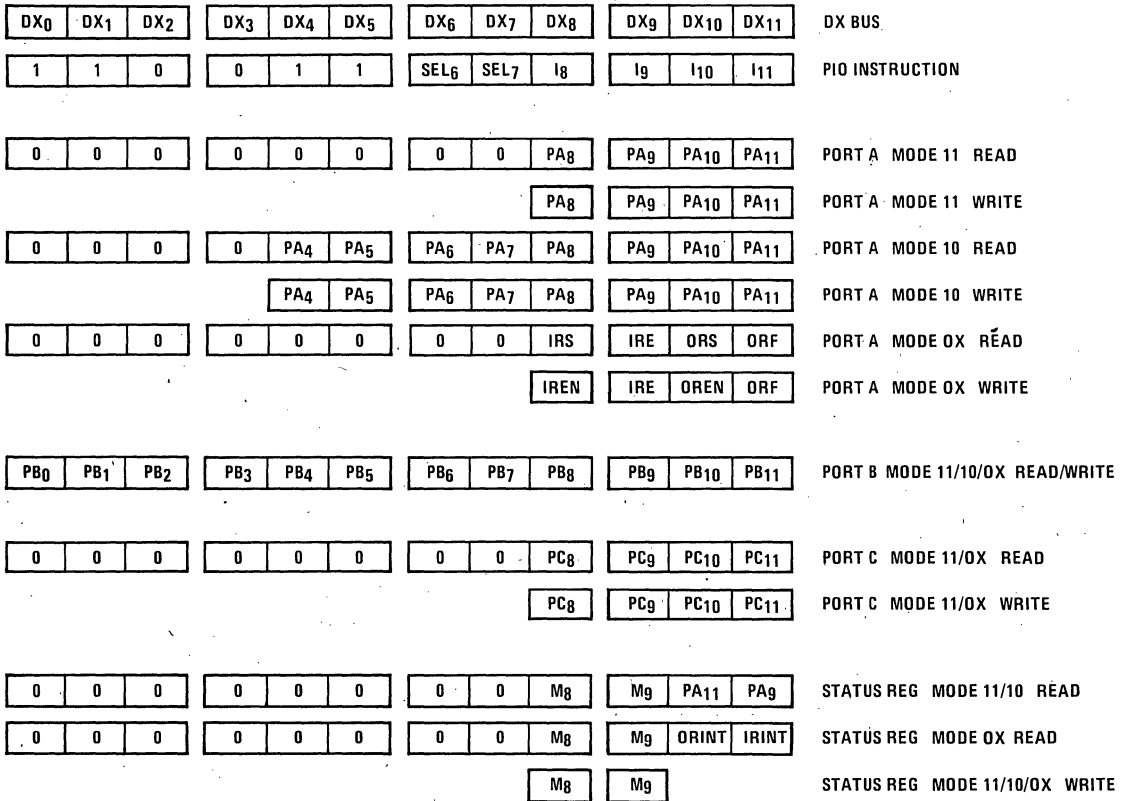 DX0 DX1 DX2 DX3 DX4 DX5 DX6 DX7 DX8 DX9 DX10 DX11 DX BUS
1 1 0 0 1 1 SEL6 SEL7 I8 I9 I10 I11 PIO INSTRUCTION
0 0 0 0 0 0 0 0 PA8 PA9 PA10 PA11 PORT A MODE 11 READ
PA8 PA9 PA10 PA11 PORT A MODE 11 WRITE
0 0 0 0 PA4 PA5 PA6 PA7 PA8 PA9 PA10 PA11 PORT A MODE 10 READ
PA4 PA5 PA6 PA7 PA8 PA9 PA10 PA11 PORT A MODE 10 WRITE
0 0 0 0 0 0 0 0 IRS IRE ORS ORF PORT A MODE OX READ
IREN IRE OREN ORF PORT A MODE OX WRITE
PB0 PB1 PB2 PB3 PB4 PB5 PB6 PB7 PB8 PB9 PB10 PB11 PORT B MODE 11/10/OX READ/WRITE
0 0 0 0 0 0 0 0 PC8 PC9 PC10 PC11 PORT C MODE 11/OX READ
PC8 PC9 PC10 PC11 PORT C MODE 11/OX WRITE
0 0 0 0 0 0 0 0 M8 M9 PA11 PA9 STATUS REG MODE 11/10 READ
0 0 0 0 0 0 0 0 M8 M9 ORINT IRINT STATUS REG MODE OX READ
M8 M9 STATUS REG MODE 11/10/OX WRITE